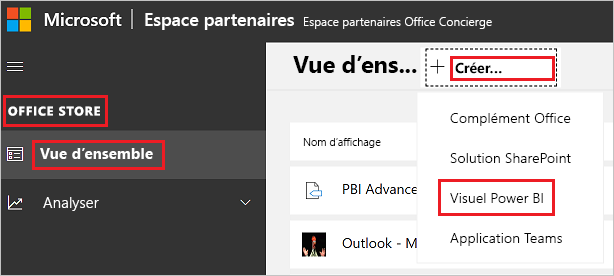 Microsoft Espace partenaires Espace partenaires Office Concierge
OFFICE STORE
Vue d'ensemble
Analyser
Vue d'ens... + Créer...
Complément Office
Solution SharePoint
Visuel Power BI
Application Teams
Nom d'affichage
PBI Advance
Outlook - M